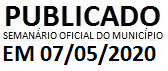 PUBLICADO
SEMANÁRIO OFICIAL DO MUNICÍPIO
EM 07/05/2020